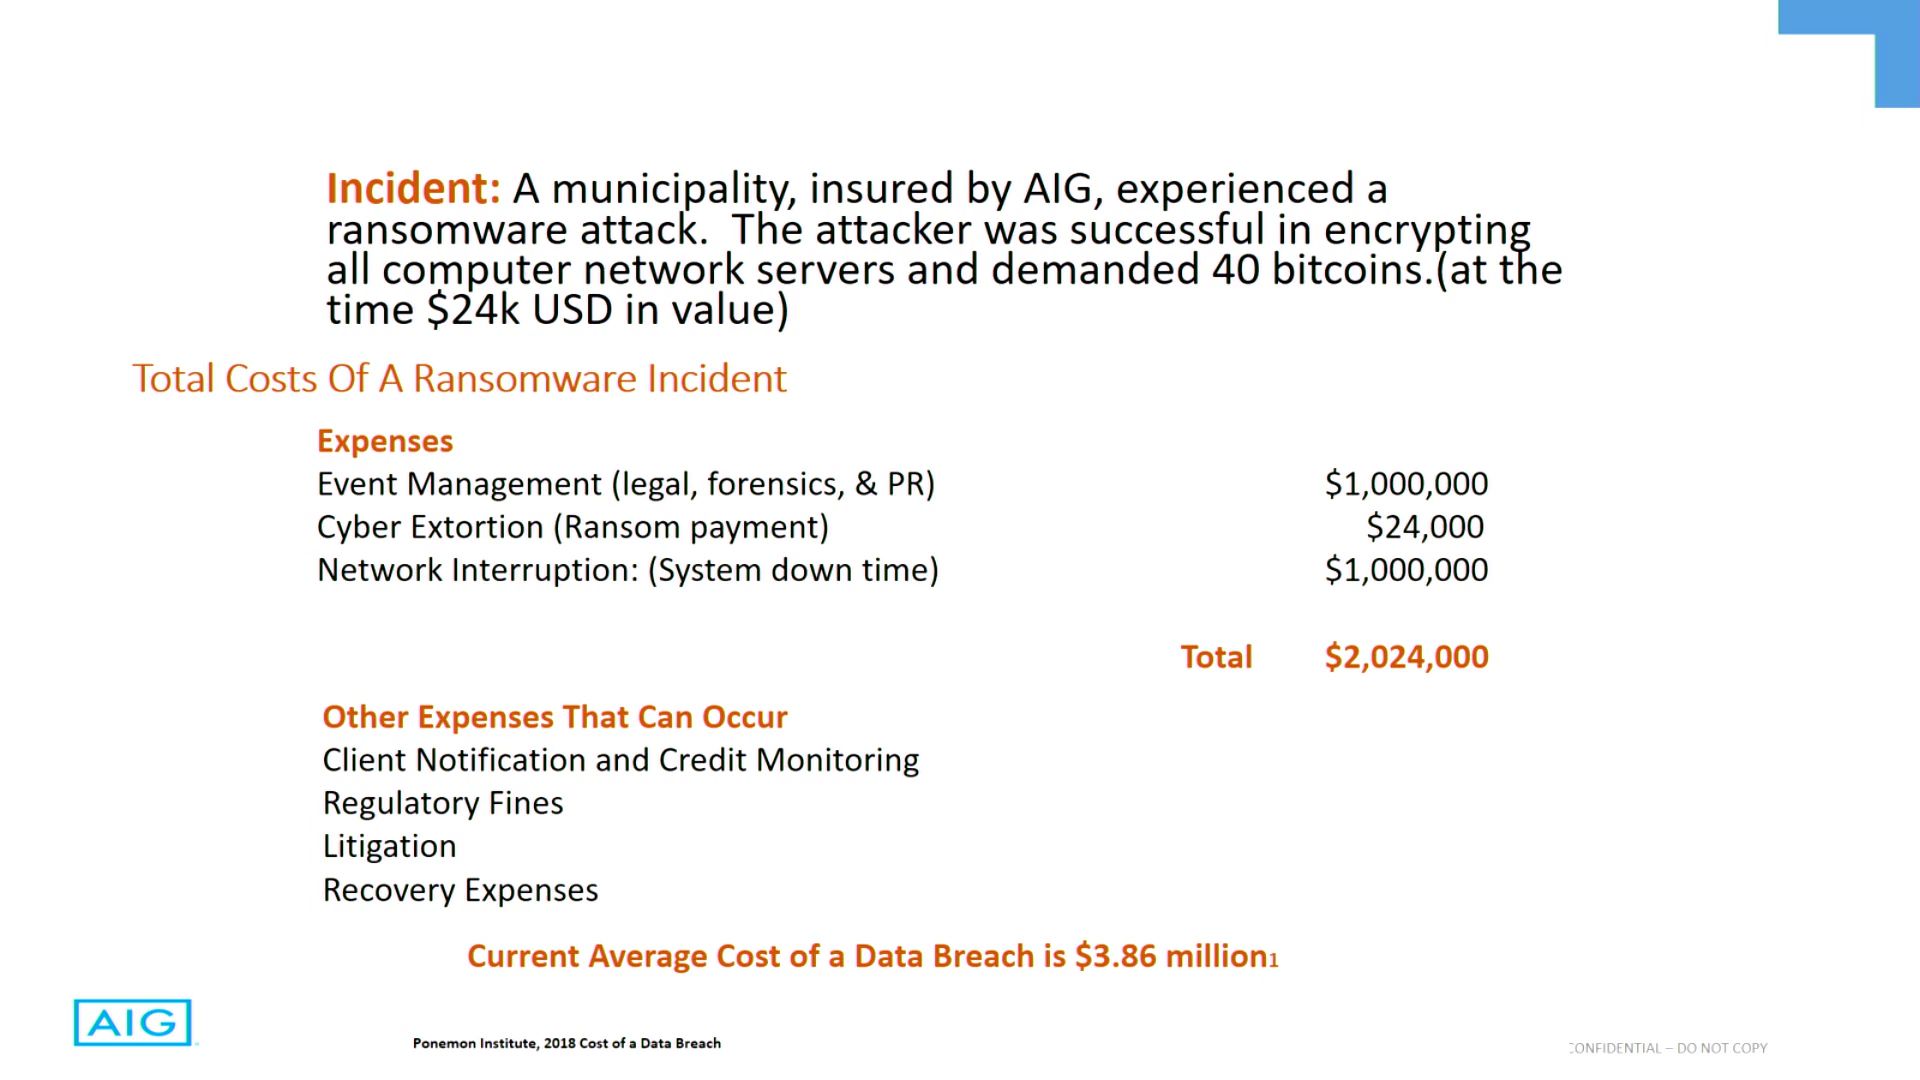 Incident: A municipality, insured by AIG, experienced a
ransomware attack.  The attacker was successful in encrypting
all computer network servers and demanded 40 bitcoins.(at the
time $24k USD in value)
Total Costs Of A Ransomware Incident
Expenses
Event Management (legal, forensics, & PR) $1,000,000
Cyber Extortion (Ransom payment) $24,000
Network Interruption: (System down time) $1,000,000
Total $2,024,000
Other Expenses That Can Occur
Client Notification and Credit Monitoring
Regulatory Fines
Litigation
Recovery Expenses
Current Average Cost of a Data Breach is $3.86 million1
AIG
Ponemon Institute, 2018 Cost of a Data Breach
CONFIDENTIAL – DO NOT COPY